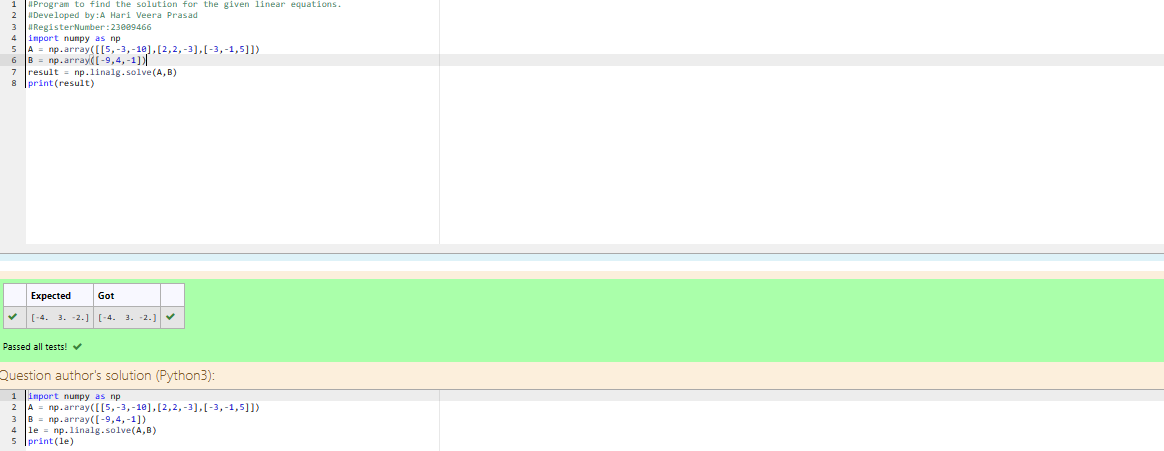 1 #Program to find the solution for the given linear equations.
2 #Developed by:A Hari Veera Prasad
3 #RegisterNumber:23009466
4 import numpy as np
5 A = np.array([[5,-3,-10],[2,2,-3],[-3,-1,5]])
6 B = np.array([-9,4,-1])
7 result = np.linalg.solve(A,B)
8 print(result)
Expected Got
[-4. 3. -2.] [-4. 3. -2.]
Passed all tests!
Question author's solution (Python3):
1 import numpy as np
2 A = np.array([[5,-3,-10],[2,2,-3],[-3,-1,5]])
3 B = np.array([-9,4,-1])
4 le = np.linalg.solve(A,B)
5 print(le)